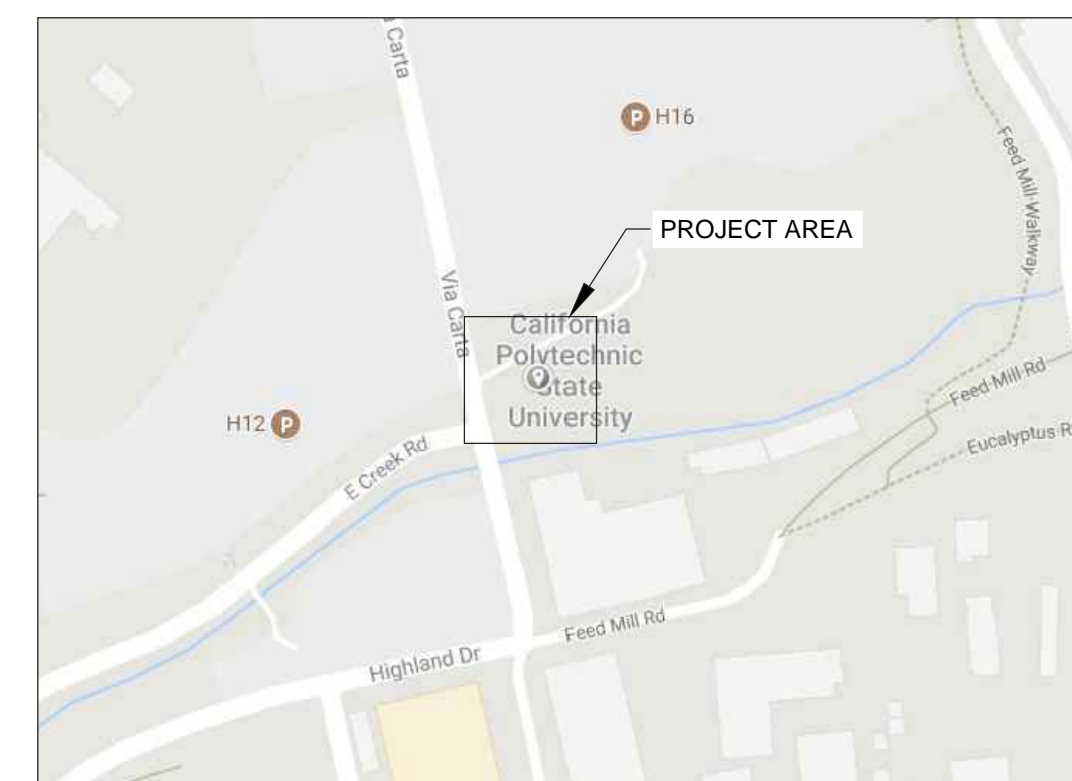 Carta
P H16
Feed Mill Walkway
PROJECT AREA
Via Carta
California
Polytechnic
State
University
Feed Mill Rd
H12 P
Eucalyptus R
E Creek Rd
Feed Mill Rd
Highland Dr